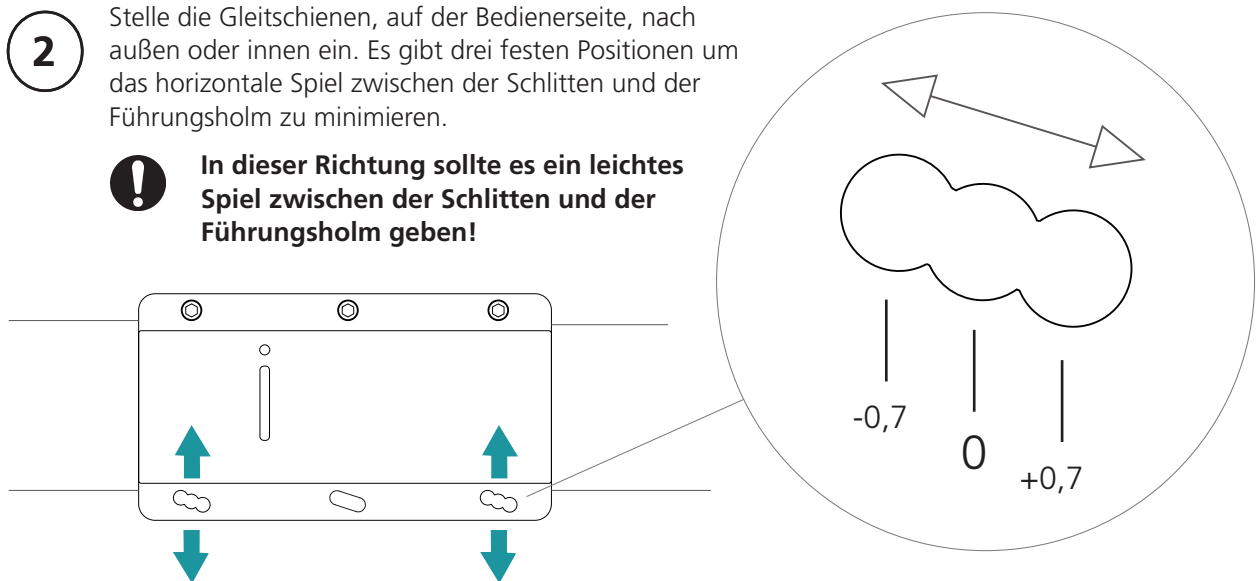 2
Stelle die Gleitschienen, auf der Bedienerseite, nach
außen oder innen ein. Es gibt drei festen Positionen um
das horizontale Spiel zwischen der Schlitten und der
Führungsholm zu minimieren.
In dieser Richtung sollte es ein leichtes
Spiel zwischen der Schlitten und der
Führungsholm geben!
-0,7
0
+0,7